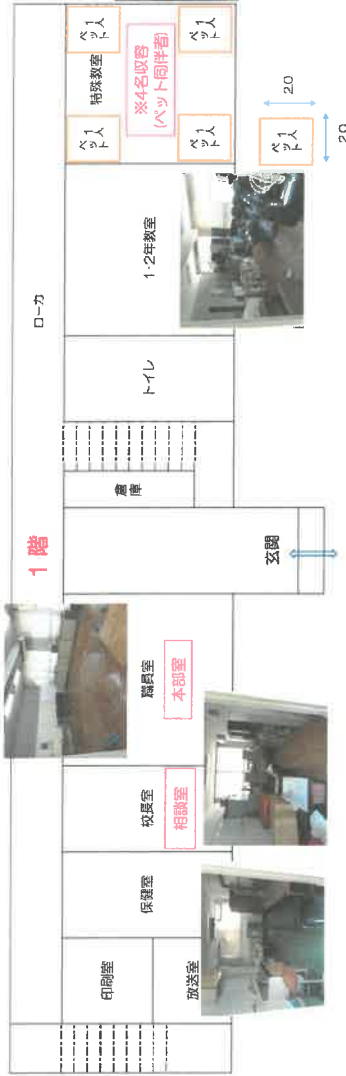 1階
ローカ
印刷室
放送室
保健室
校長室
相談室
職員室
本部室
玄関
倉庫
トイレ
1・2年教室
特殊教室
※4名収容
(ペット同伴者)
1人
ペット
1人
ペット
1人
ペット
1人
ペット
1人
ペット
2.0
2.0